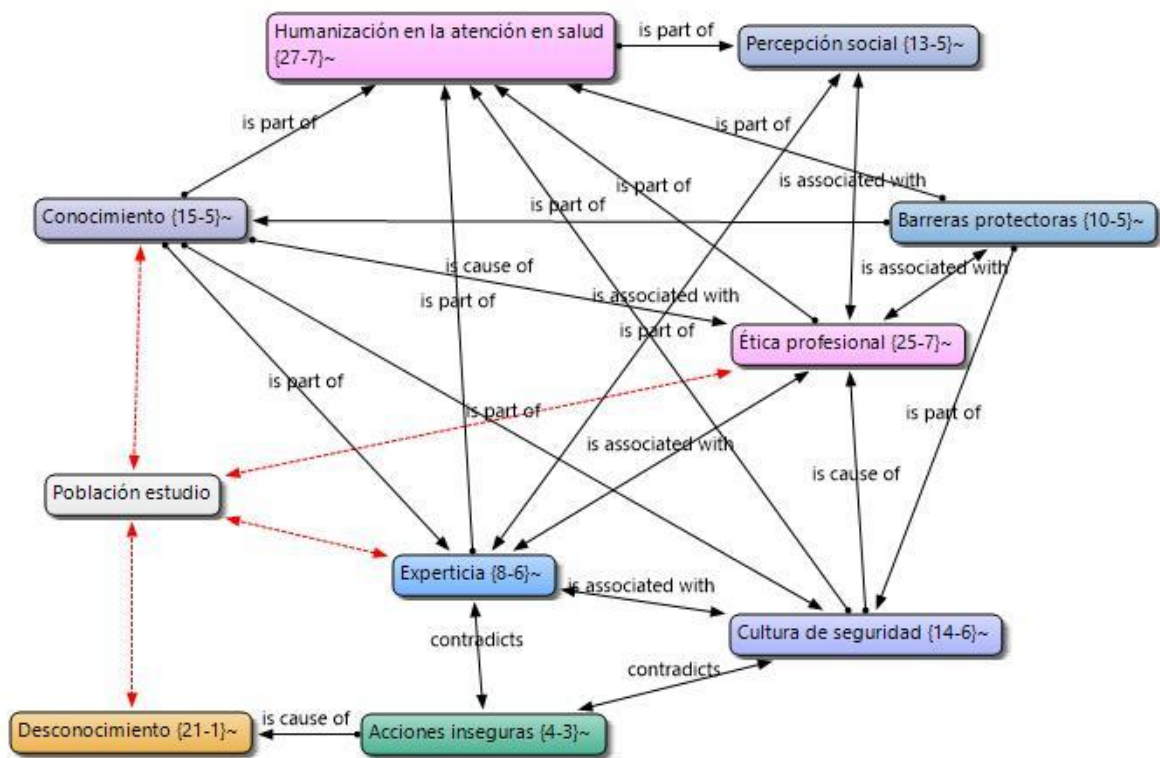 Humanización en la atención en salud
{27-7}~
is part of
Percepción social {13-5}~
is part of
is part of
is associated with
is part of
Conocimiento {15-5}~
is part of
Barreras protectoras {10-5}~
is cause of
is associated with
is part of
is associated with
is part of
Ética profesional {25-7}~
is part of
is part of
is part of
is associated with
is cause of
Población estudio
Experticia {8-6}~
is associated with
Cultura de seguridad {14-6}~
contradicts
contradicts
Desconocimiento {21-1}~
is cause of
Acciones inseguras {4-3}~